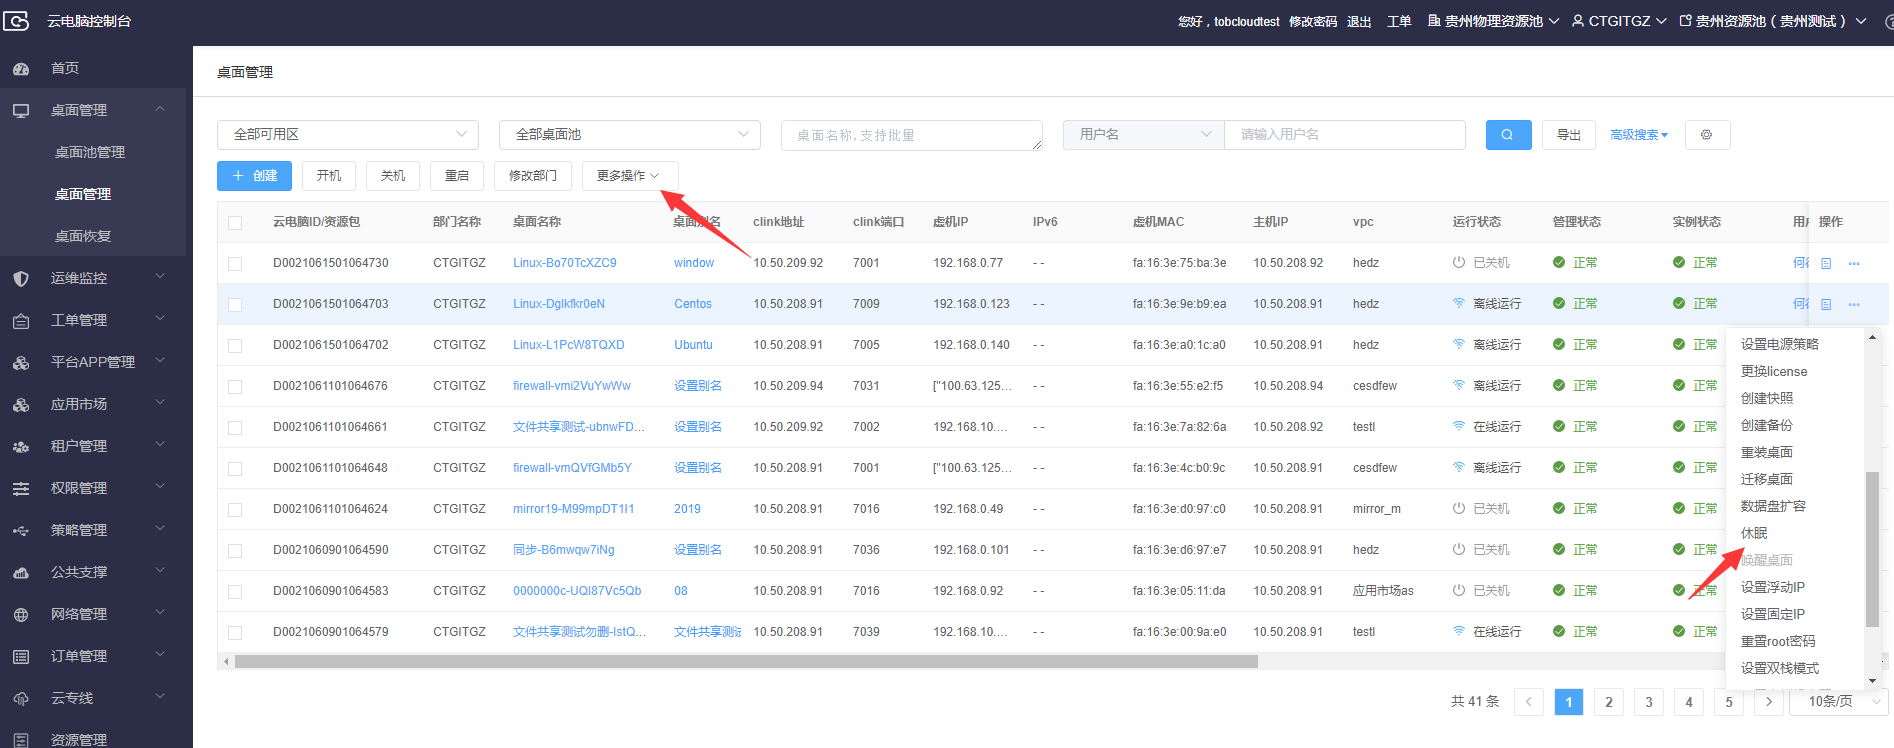 云电脑控制台
您好，tobcloudtest 修改密码 退出 工单 贵州物理资源池 CTGITGZ 贵州资源池（贵州测试）
首页
桌面管理
桌面池管理
桌面管理
桌面恢复
运维监控
工单管理
平台APP管理
应用市场
租户管理
权限管理
策略管理
公共支撑
网络管理
订单管理
云专线
资源管理
桌面管理
全部可用区 全部桌面池 桌面名称,支持批量 用户名 请输入用户名 导出 高级搜索
+ 创建 开机 关机 重启 修改部门 更多操作
云电脑ID/资源包 部门名称 桌面名称 桌面别名 clink地址 clink端口 虚机IP IPv6 虚机MAC 主机IP vpc 运行状态 管理状态 实例状态 用户 操作
D0021061501064730 CTGITGZ Linux-Bo70TcXZC9 window 10.50.209.92 7001 192.168.0.77 - - fa:16:3e:75:ba:3e 10.50.208.92 hedz 已关机 正常 正常 何
D0021061501064703 CTGITGZ Linux-Dglkfkr0eN Centos 10.50.208.91 7009 192.168.0.123 - - fa:16:3e:9e:b9:ea 10.50.208.91 hedz 离线运行 正常 正常 何
D0021061501064702 CTGITGZ Linux-L1PcW8TQXD Ubuntu 10.50.208.91 7005 192.168.0.140 - - fa:16:3e:a0:1c:a0 10.50.208.91 hedz 离线运行 正常 正常
D0021061101064676 CTGITGZ firewall-vmi2VuYwWw 设置别名 10.50.209.94 7031 ["100.63.125... - - fa:16:3e:55:e2:f5 10.50.208.94 cesdfew 离线运行 正常 正常
D0021061101064661 CTGITGZ 文件共享测试-ubnwFD... 设置别名 10.50.209.92 7002 192.168.10.... - - fa:16:3e:7a:82:6a 10.50.208.92 testl 在线运行 正常 正常
D0021061101064648 CTGITGZ firewall-vmQVfGMb5Y 设置别名 10.50.208.91 7001 ["100.63.125... - - fa:16:3e:4c:b0:9c 10.50.208.91 cesdfew 离线运行 正常 正常
D0021061101064624 CTGITGZ mirror19-M99mpDT1I1 2019 10.50.208.91 7016 192.168.0.49 - - fa:16:3e:d0:97:c0 10.50.208.91 mirror_m 已关机 正常 正常
D0021060901064590 CTGITGZ 同步-B6mwqw7iNg 设置别名 10.50.208.91 7036 192.168.0.101 - - fa:16:3e:d6:97:e7 10.50.208.91 hedz 已关机 正常 正常
D0021060901064583 CTGITGZ 0000000c-UQI87Vc5Qb 08 10.50.208.91 7016 192.168.0.92 - - fa:16:3e:05:11:da 10.50.208.91 应用市场as 已关机 正常 正常
D0021060901064579 CTGITGZ 文件共享测试勿删-IstQ... 文件共享测试 10.50.208.91 7039 192.168.10.... - - fa:16:3e:00:9a:e0 10.50.208.91 testl 在线运行 正常 正常
设置电源策略
更换license
创建快照
创建备份
重装桌面
迁移桌面
数据盘扩容
休眠
唤醒桌面
设置浮动IP
设置固定IP
重置root密码
设置双栈模式
共 41 条 1 2 3 4 5 10条/页